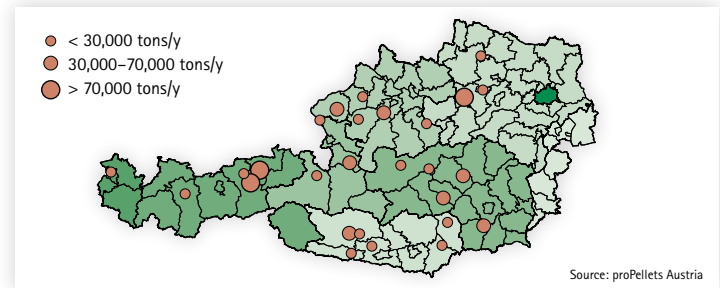 < 30,000 tons/y
30,000–70,000 tons/y
> 70,000 tons/y
Source: proPellets Austria